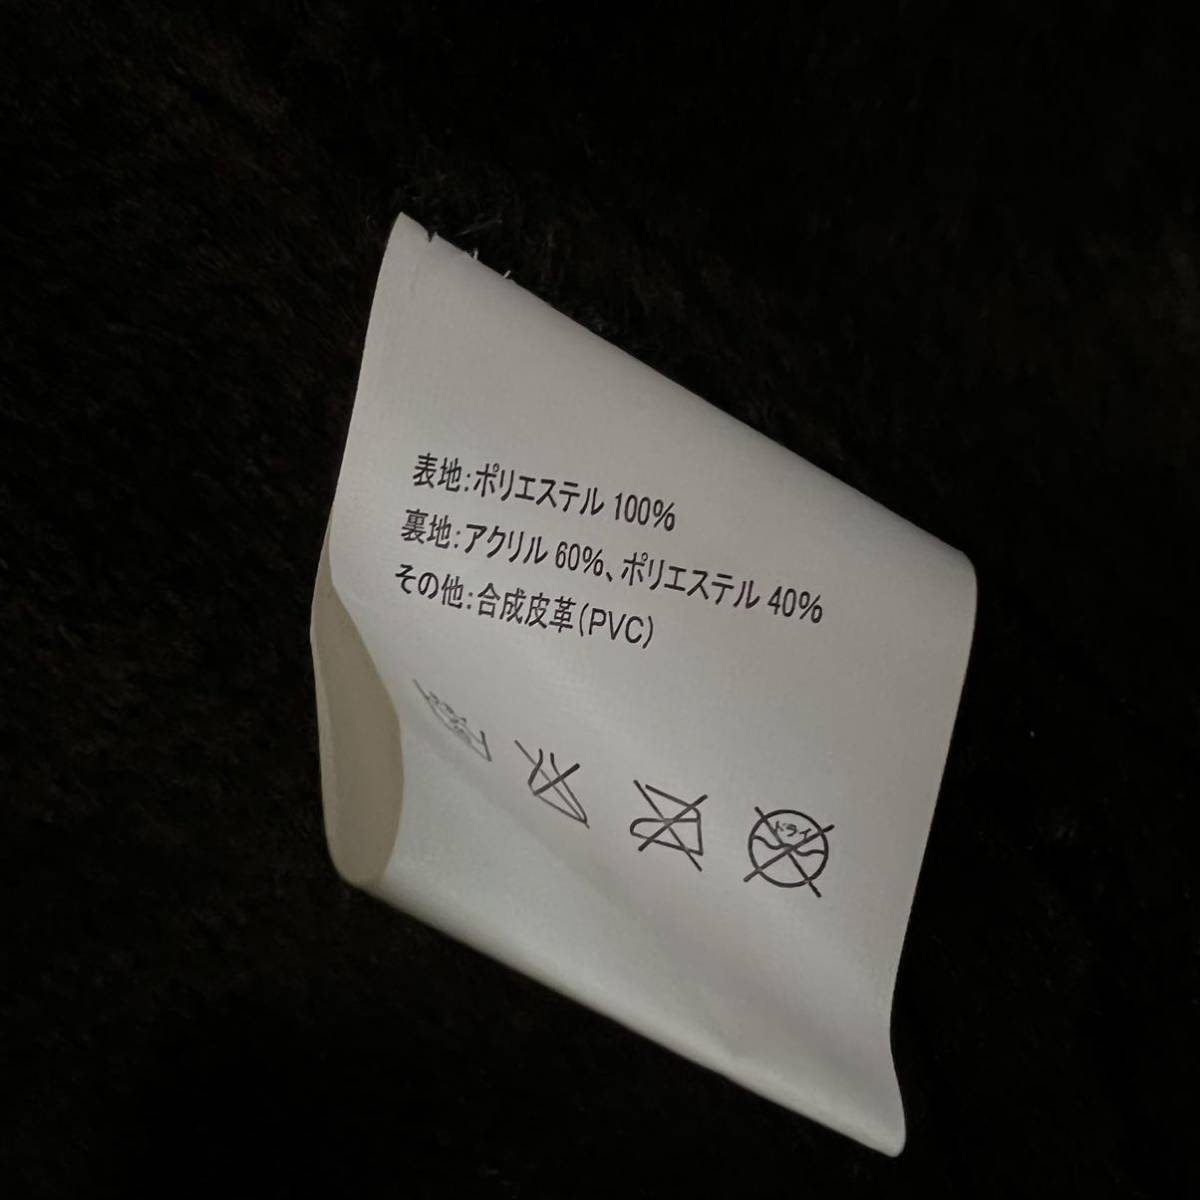 表地:ポリエステル 100%
裏地:アクリル 60%、ポリエステル 40%
その他:合成皮革(PVC)
ドライ